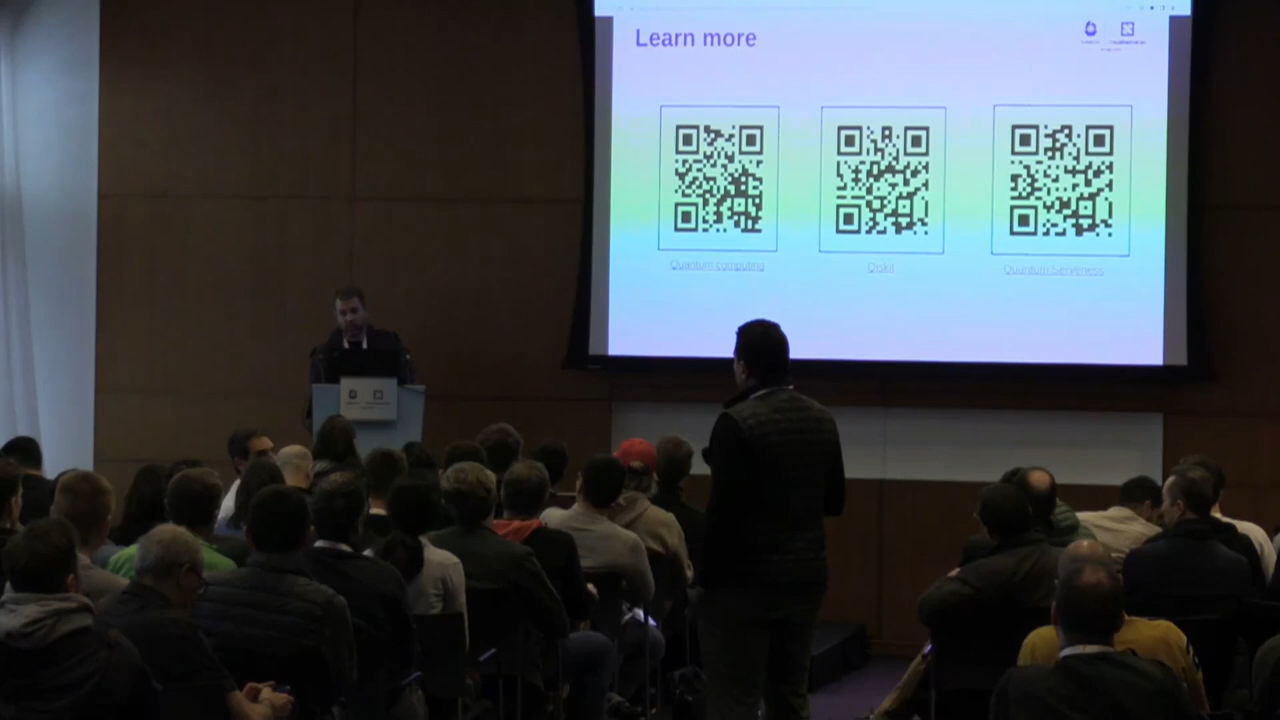 Learn more
Quantum computing
Qiskit
Quantum Serverless